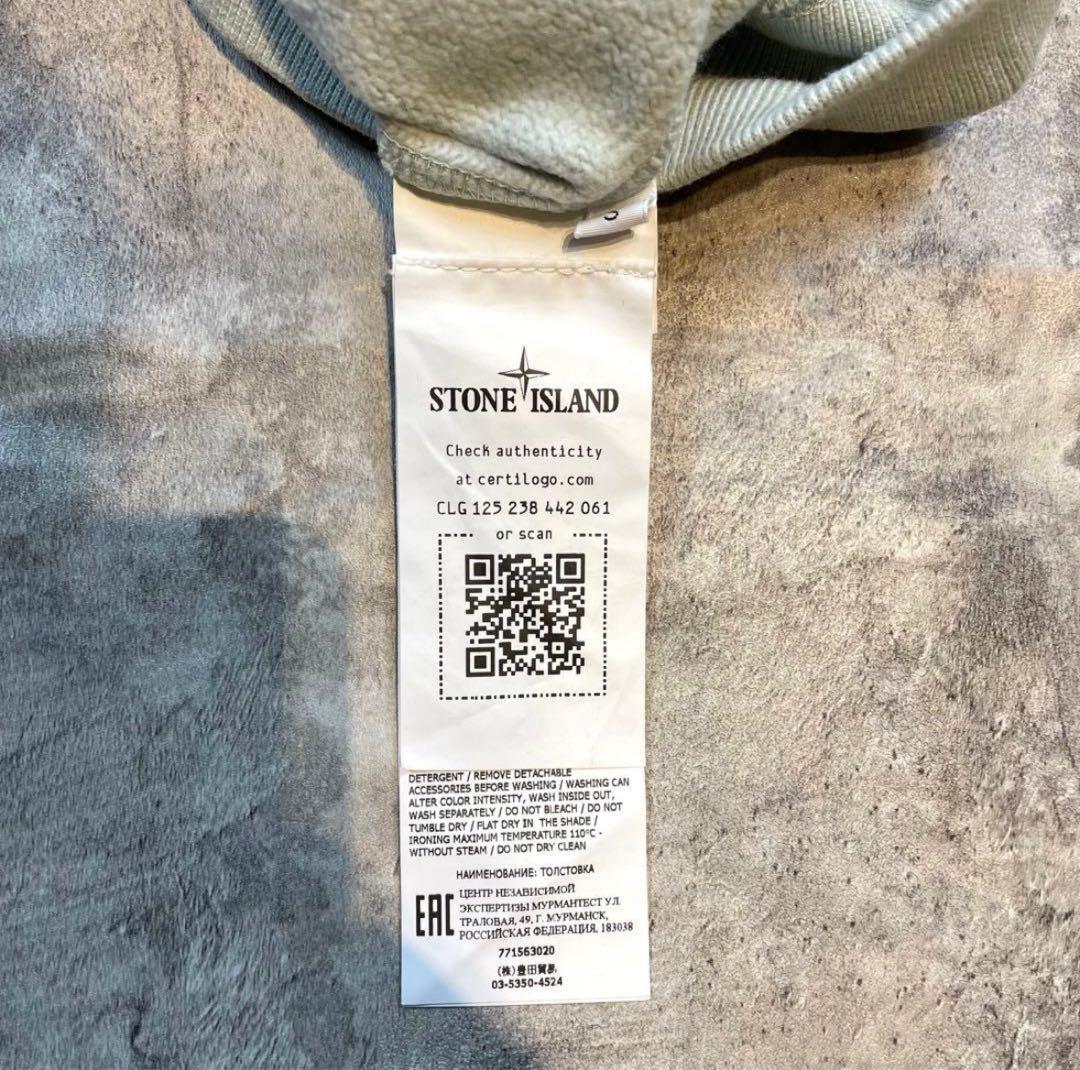 STONE ISLAND
Check authenticity
at certilogo.com
CLG 125 238 442 061
or scan
DETERGENT / REMOVE DETACHABLE
ACCESSORIES BEFORE WASHING / WASHING CAN
ALTER COLOR INTENSITY, WASH INSIDE OUT,
WASH SEPARATELY / DO NOT BLEACH / DO NOT
TUMBLE DRY / FLAT DRY IN THE SHADE /
IRONING MAXIMUM TEMPERATURE 110°C -
WITHOUT STEAM / DO NOT DRY CLEAN
НАИМЕНОВАНИЕ: ТОЛСТОВКА
EAC
ЦЕНТР НЕЗАВИСИМОЙ
ЭКСПЕРТИЗЫ МУРМАНТЕСТ УЛ.
ТРАЛОВАЯ, 49, Г. МУРМАНСК,
РОССИЙСКАЯ ФЕДЕРАЦИЯ, 183038
771563020
(株)豊田貿易
03-5350-4524